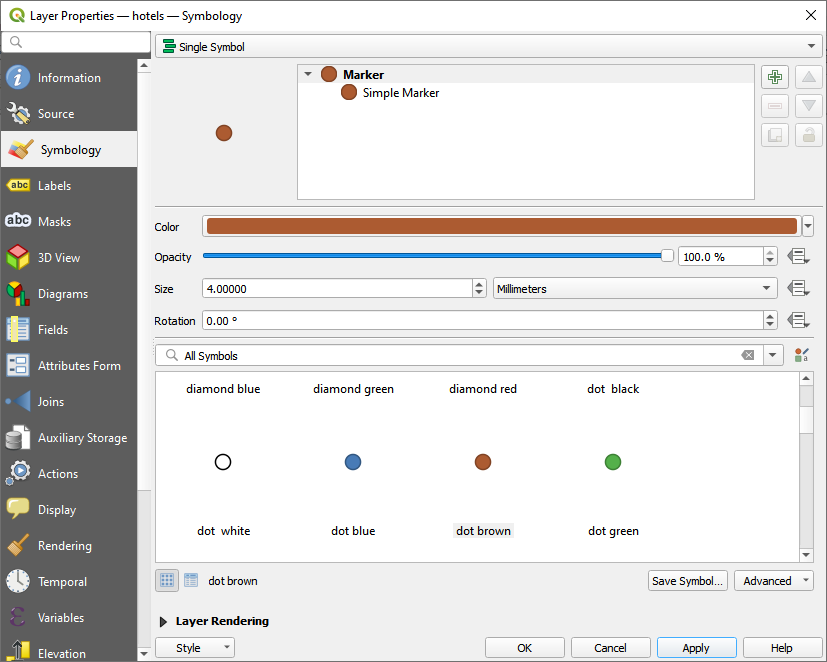 Layer Properties — hotels — Symbology
Single Symbol
Information
Source
Symbology
abc Labels
abc Masks
3D View
Diagrams
Fields
Attributes Form
Joins
Auxiliary Storage
Actions
Display
Rendering
Temporal
ε Variables
Elevation
Marker
Simple Marker
Color
Opacity
100.0 %
Size
4.00000
Millimeters
Rotation
0.00 °
All Symbols
a
diamond blue
diamond green
diamond red
dot  black
dot  white
dot blue
dot brown
dot green
dot brown
Save Symbol...
Advanced
Layer Rendering
Style
OK
Cancel
Apply
Help